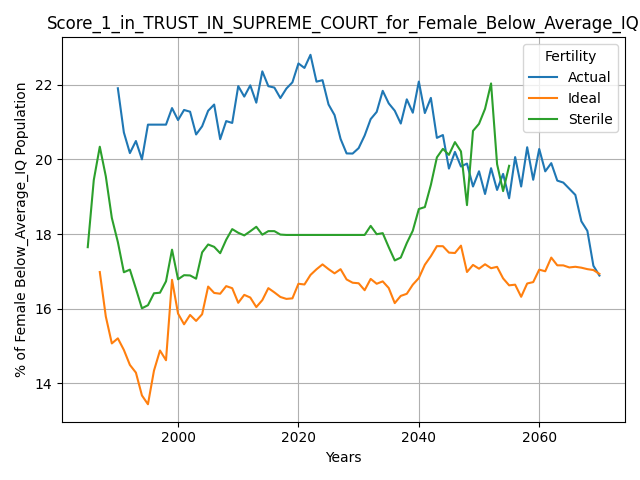 Score_1_in_TRUST_IN_SUPREME_COURT_for_Female_Below_Average_IQ
Fertility
Actual
Ideal
Sterile
% of Female Below_Average_IQ Population
22
20
18
16
14
2000
2020
2040
2060
Years